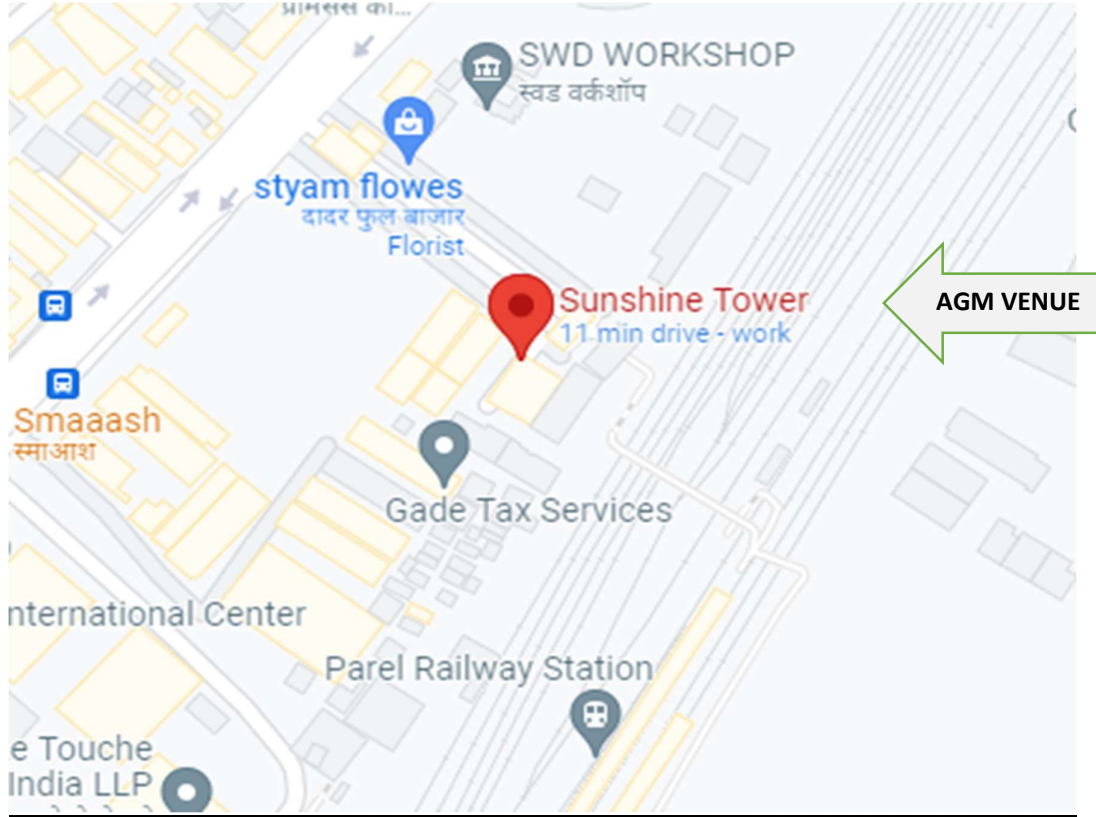 SWD WORKSHOP
स्वड वर्कशॉप
styam flowes
दादर फुल बाजार
Florist
Sunshine Tower
11 min drive - work
AGM VENUE
Smaaash
स्माआश
Gade Tax Services
nternational Center
Parel Railway Station
e Touche
India LLP